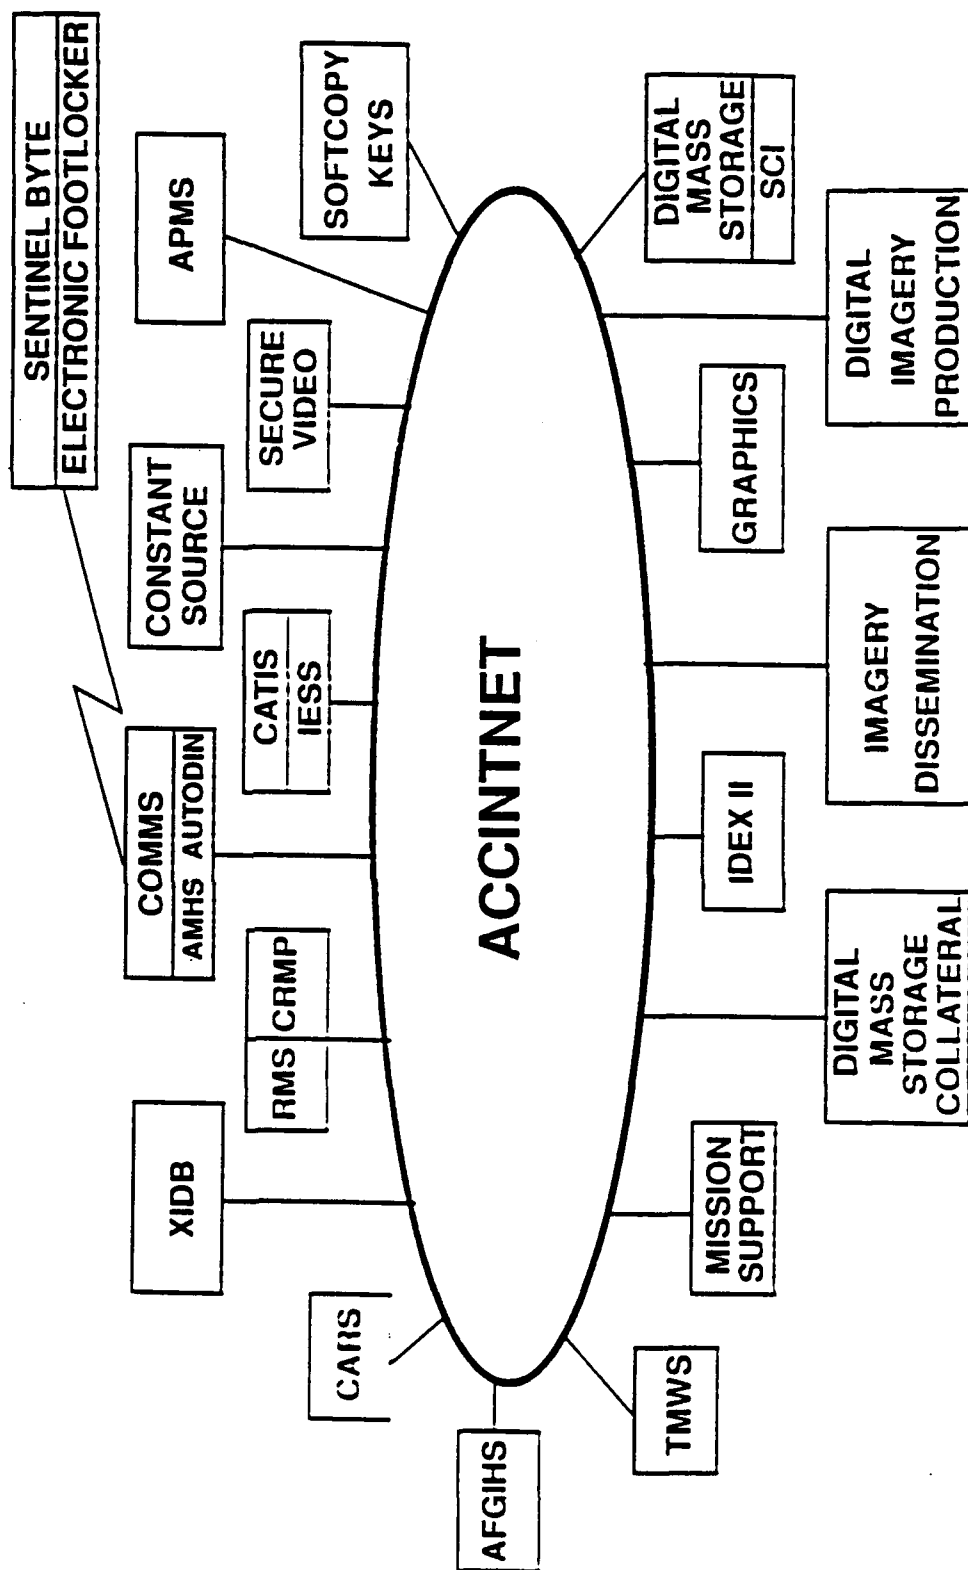 SENTINEL BYTE
ELECTRONIC FOOTLOCKER
XIDB
COMMS
AMHS AUTODIN
CONSTANT
SOURCE
APMS
RMS CRMP
CATIS
IESS
SECURE
VIDEO
CARS
SOFTCOPY
KEYS
AFGIHS
ACCINTNET
TMWS
MISSION
SUPPORT
IDEX II
GRAPHICS
DIGITAL
MASS
STORAGE
SCI
DIGITAL
MASS
STORAGE
COLLATERAL
IMAGERY
DISSEMINATION
DIGITAL
IMAGERY
PRODUCTION